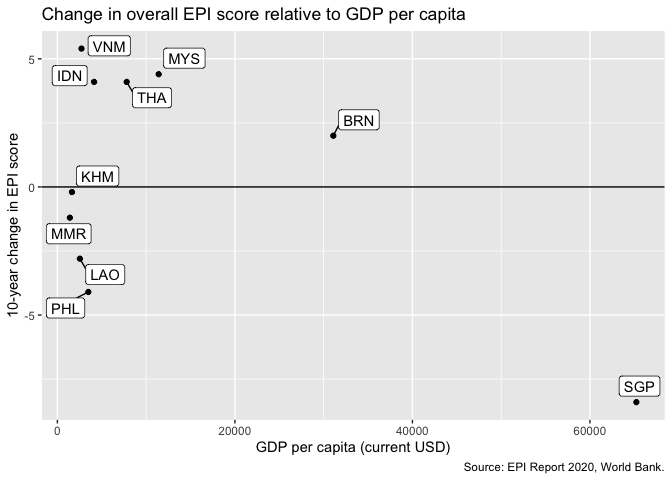 Change in overall EPI score relative to GDP per capita
10-year change in EPI score
5
0
-5
VNM
MYS
IDN
THA
BRN
KHM
MMR
LAO
PHL
SGP
0
20000
40000
60000
GDP per capita (current USD)
Source: EPI Report 2020, World Bank.